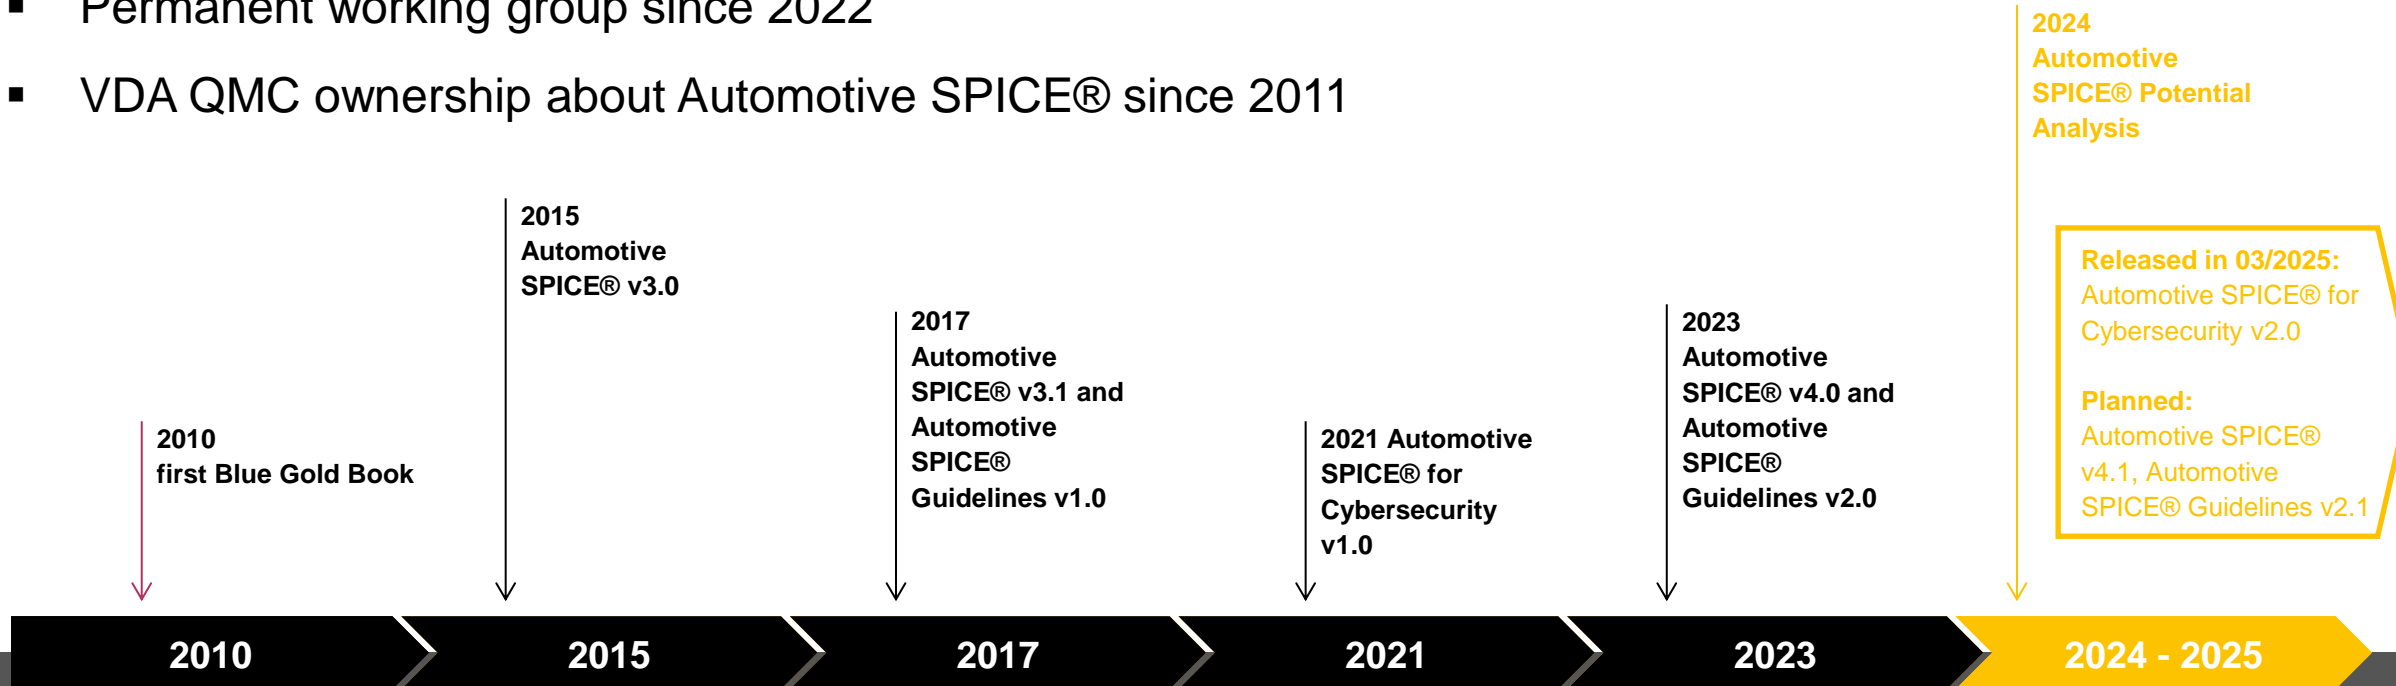 ▪ Permanent working group since 2022
▪ VDA QMC ownership about Automotive SPICE® since 2011
2010
first Blue Gold Book
2015
Automotive
SPICE® v3.0
2017
Automotive
SPICE® v3.1 and
Automotive
SPICE®
Guidelines v1.0
2021 Automotive
SPICE® for
Cybersecurity
v1.0
2023
Automotive
SPICE® v4.0 and
Automotive
SPICE®
Guidelines v2.0
2024
Automotive
SPICE® Potential
Analysis
Released in 03/2025:
Automotive SPICE® for
Cybersecurity v2.0
Planned:
Automotive SPICE®
v4.1, Automotive
SPICE® Guidelines v2.1
2010
2015
2017
2021
2023
2024 - 2025